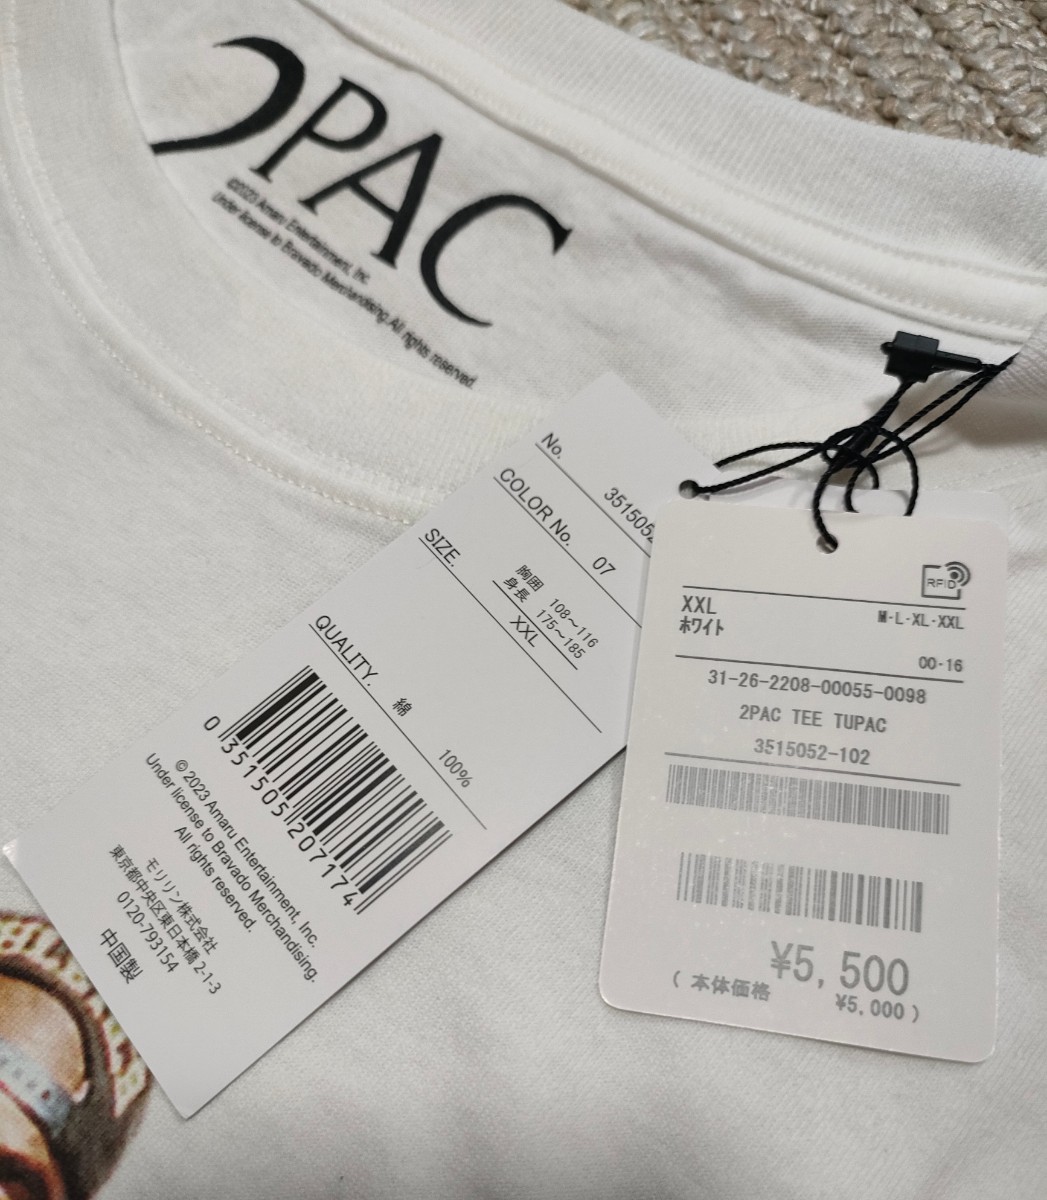 2PAC
©2023 Amaru Entertainment, Inc.
Under license to Bravado Merchandising All rights reserved.
No. 351505
COLOR No. 07
SIZE. 胸囲 108～116
身長 175～185
XXL
QUALITY. 綿 100%
0 351505 207174
© 2023 Amaru Entertainment, Inc.
Under license to Bravado Merchandising.
All rights reserved.
モリリン株式会社
東京都中央区東日本橋 2-1-3
0120-793154
中国製
RFID
XXL M・L・XL・XXL
ホワイト
00-16
31-26-2208-00055-0098
2PAC TEE TUPAC
3515052-102
¥5,500
( 本体価格 ¥5,000 )